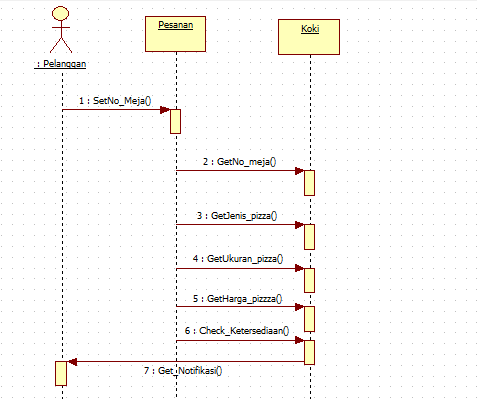 Pesanan
Koki
: Pelanggan
1 : SetNo_Meja()
2 : GetNo_meja()
3 : GetJenis_pizza()
4 : GetUkuran_pizza()
5 : GetHarga_pizzza()
6 : Check_Ketersediaan()
7 : Get_Notifikasi()